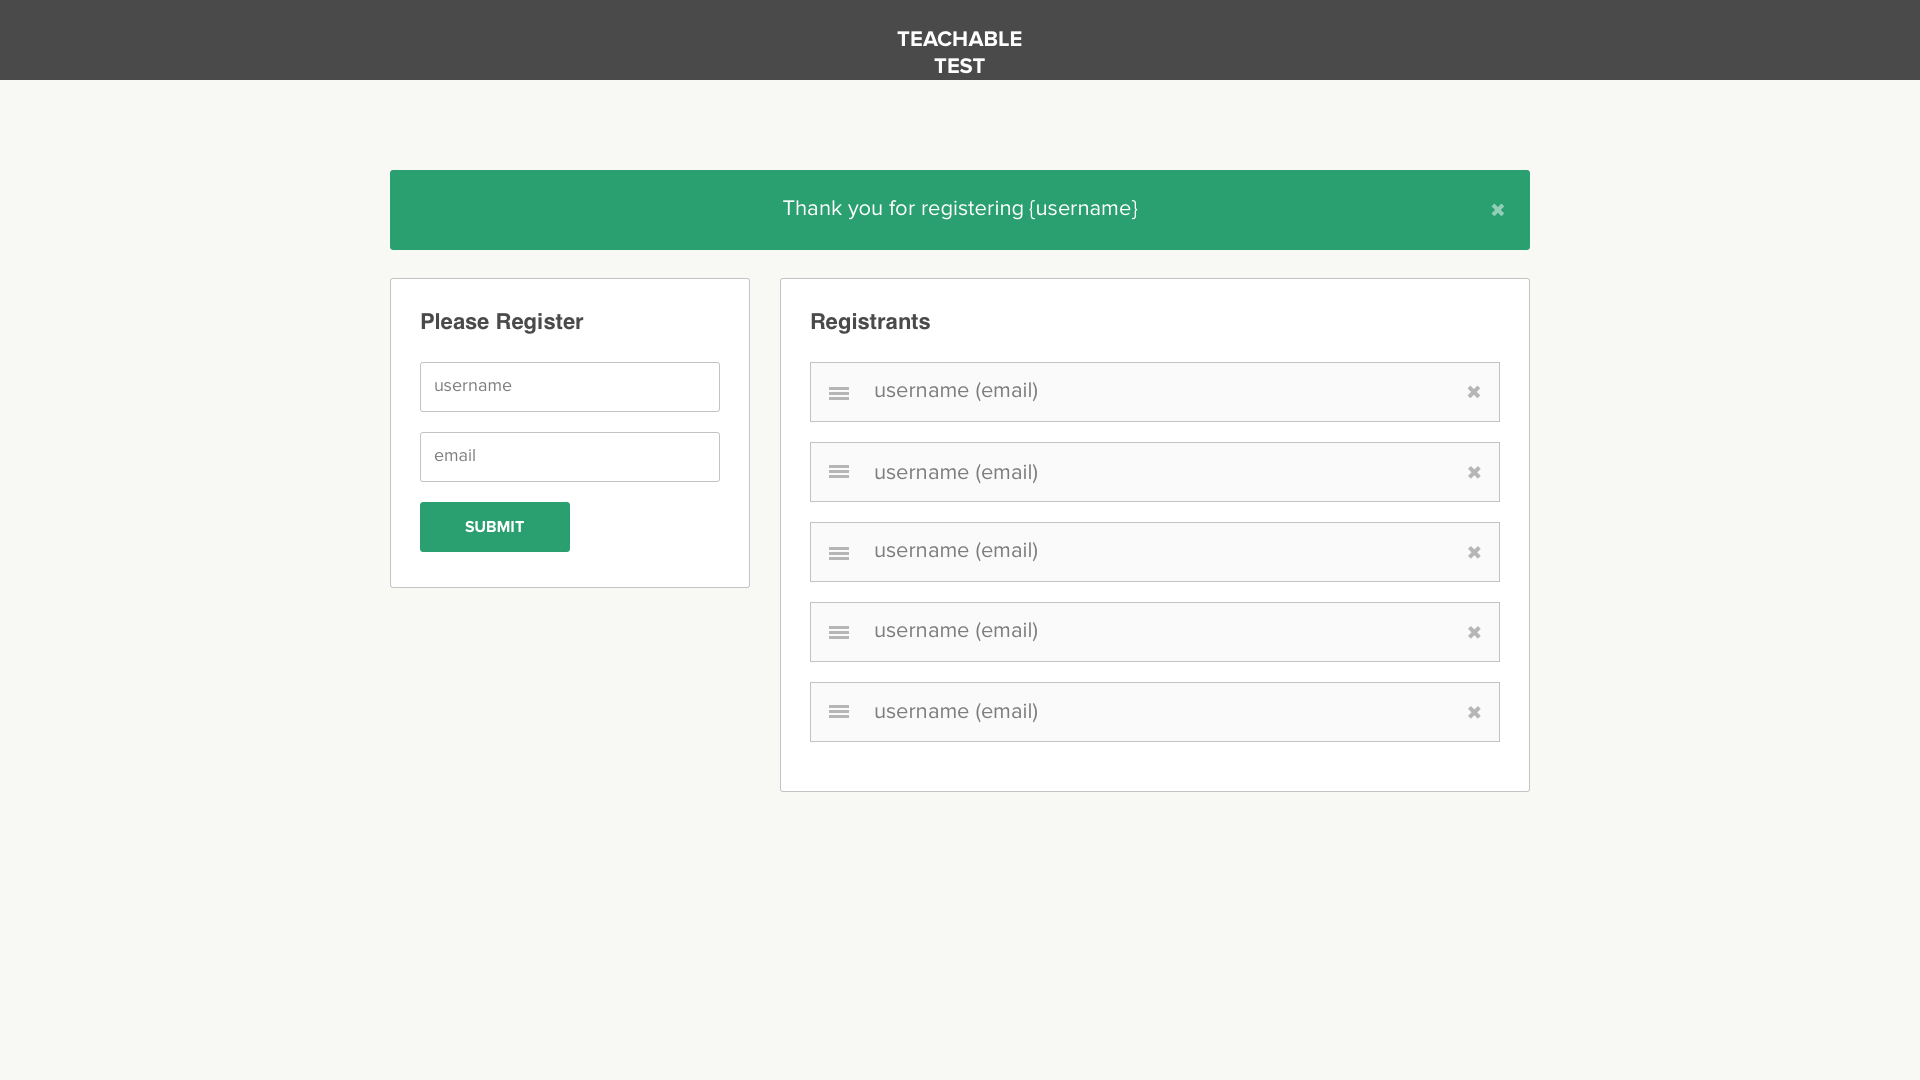 TEACHABLE
TEST
Thank you for registering {username}
Please Register
username
email
SUBMIT
Registrants
username (email)
username (email)
username (email)
username (email)
username (email)